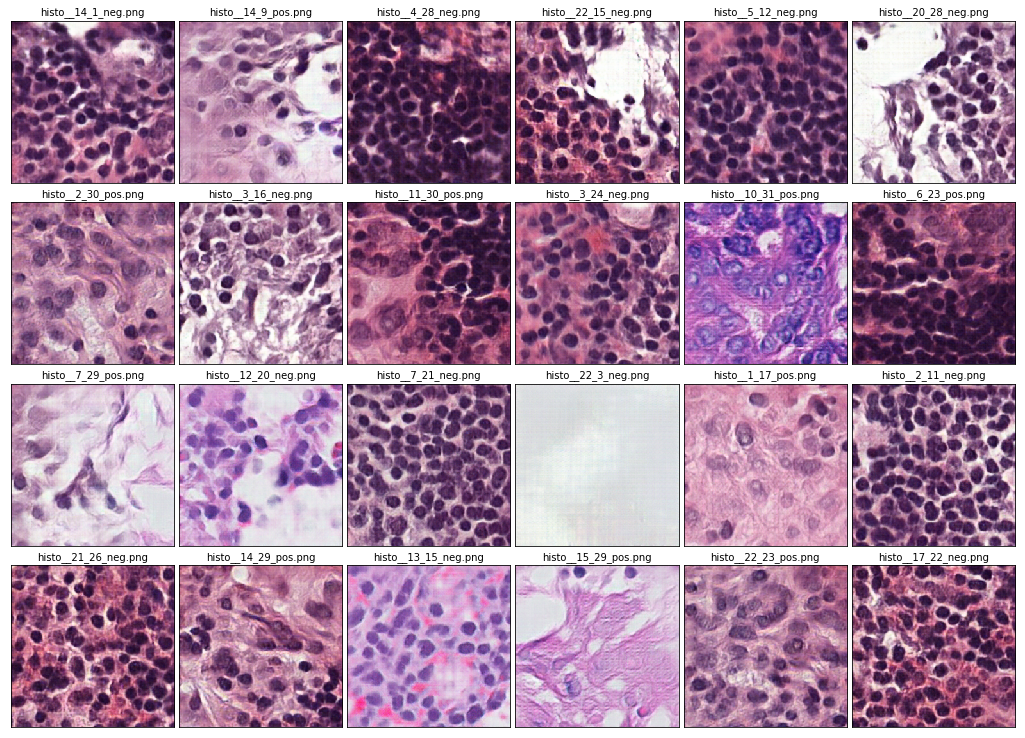 histo__14_1_neg.png
histo__14_9_pos.png
histo__4_28_neg.png
histo__22_15_neg.png
histo__5_12_neg.png
histo__20_28_neg.png
histo__2_30_pos.png
histo__3_16_neg.png
histo__11_30_pos.png
histo__3_24_neg.png
histo__10_31_pos.png
histo__6_23_pos.png
histo__7_29_pos.png
histo__12_20_neg.png
histo__7_21_neg.png
histo__22_3_neg.png
histo__1_17_pos.png
histo__2_11_neg.png
histo__21_26_neg.png
histo__14_29_pos.png
histo__13_15_neg.png
histo__15_29_pos.png
histo__22_23_pos.png
histo__17_22_neg.png